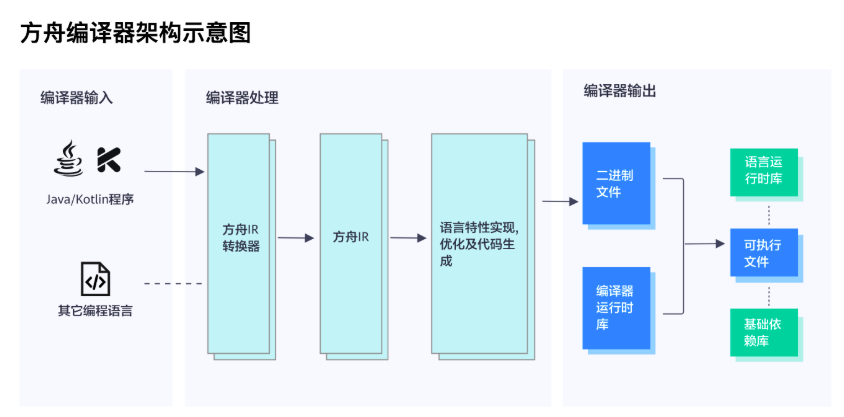 方舟编译器架构示意图
编译器输入
Java/Kotlin程序
</>
其它编程语言
编译器处理
方舟IR
转换器
方舟IR
语言特性实现,
优化及代码生
成
编译器输出
二进制
文件
编译器
运行时
库
语言运
行时库
可执行
文件
基础依
赖库